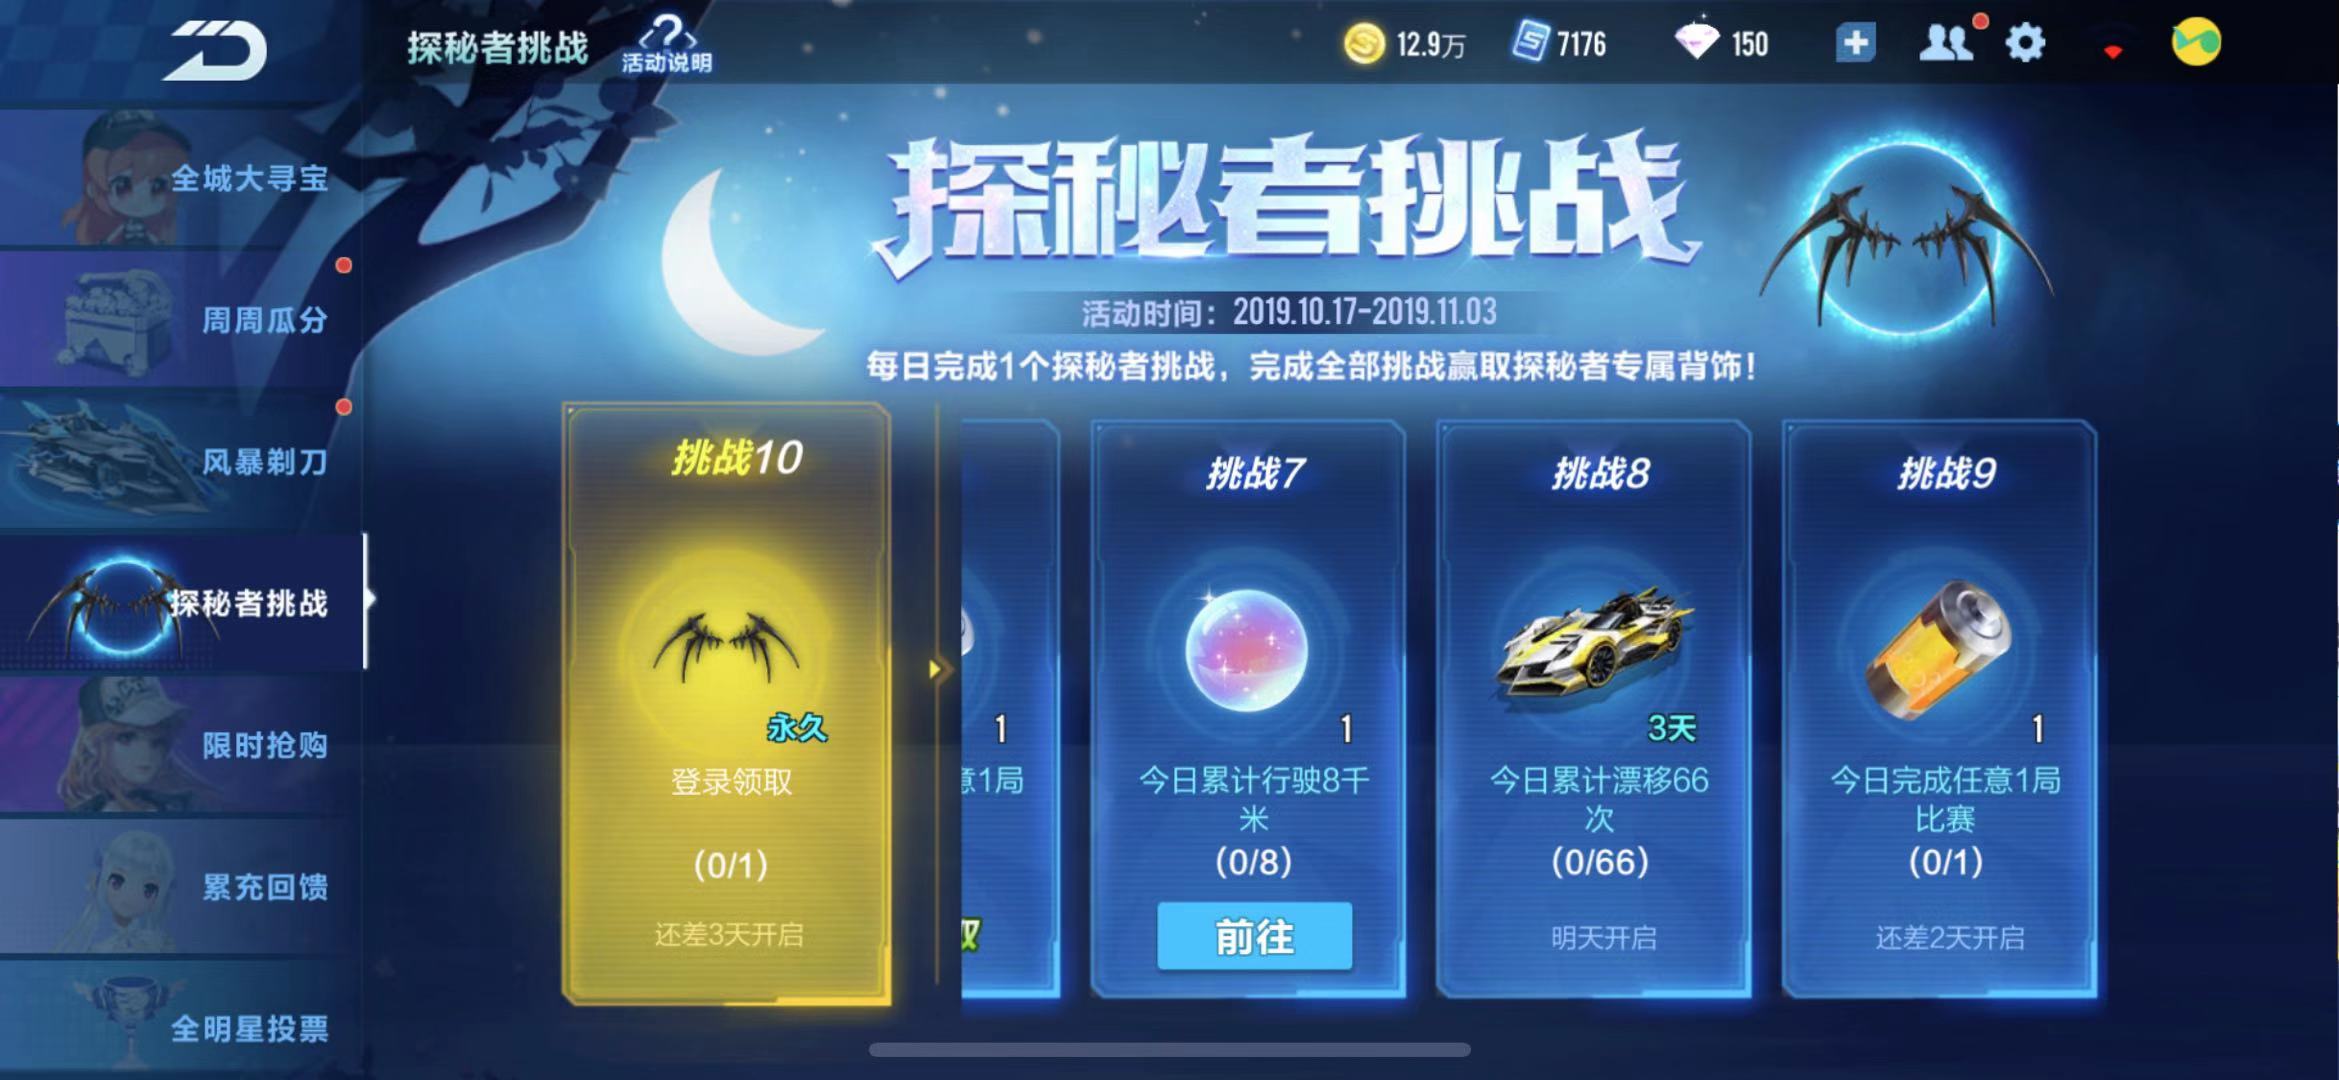 探秘者挑战
活动说明
12.9万
7176
150
全城大寻宝
周周瓜分
风暴剃刀
探秘者挑战
限时抢购
累充回馈
全明星投票
探秘者挑战
活动时间：2019.10.17-2019.11.03
每日完成1个探秘者挑战，完成全部挑战赢取探秘者专属背饰！
挑战10
永久
登录领取
(0/1)
还差3天开启
1
意1局
取
挑战7
1
今日累计行驶8千
米
(0/8)
前往
挑战8
3天
今日累计漂移66
次
(0/66)
明天开启
挑战9
1
今日完成任意1局
比赛
(0/1)
还差2天开启